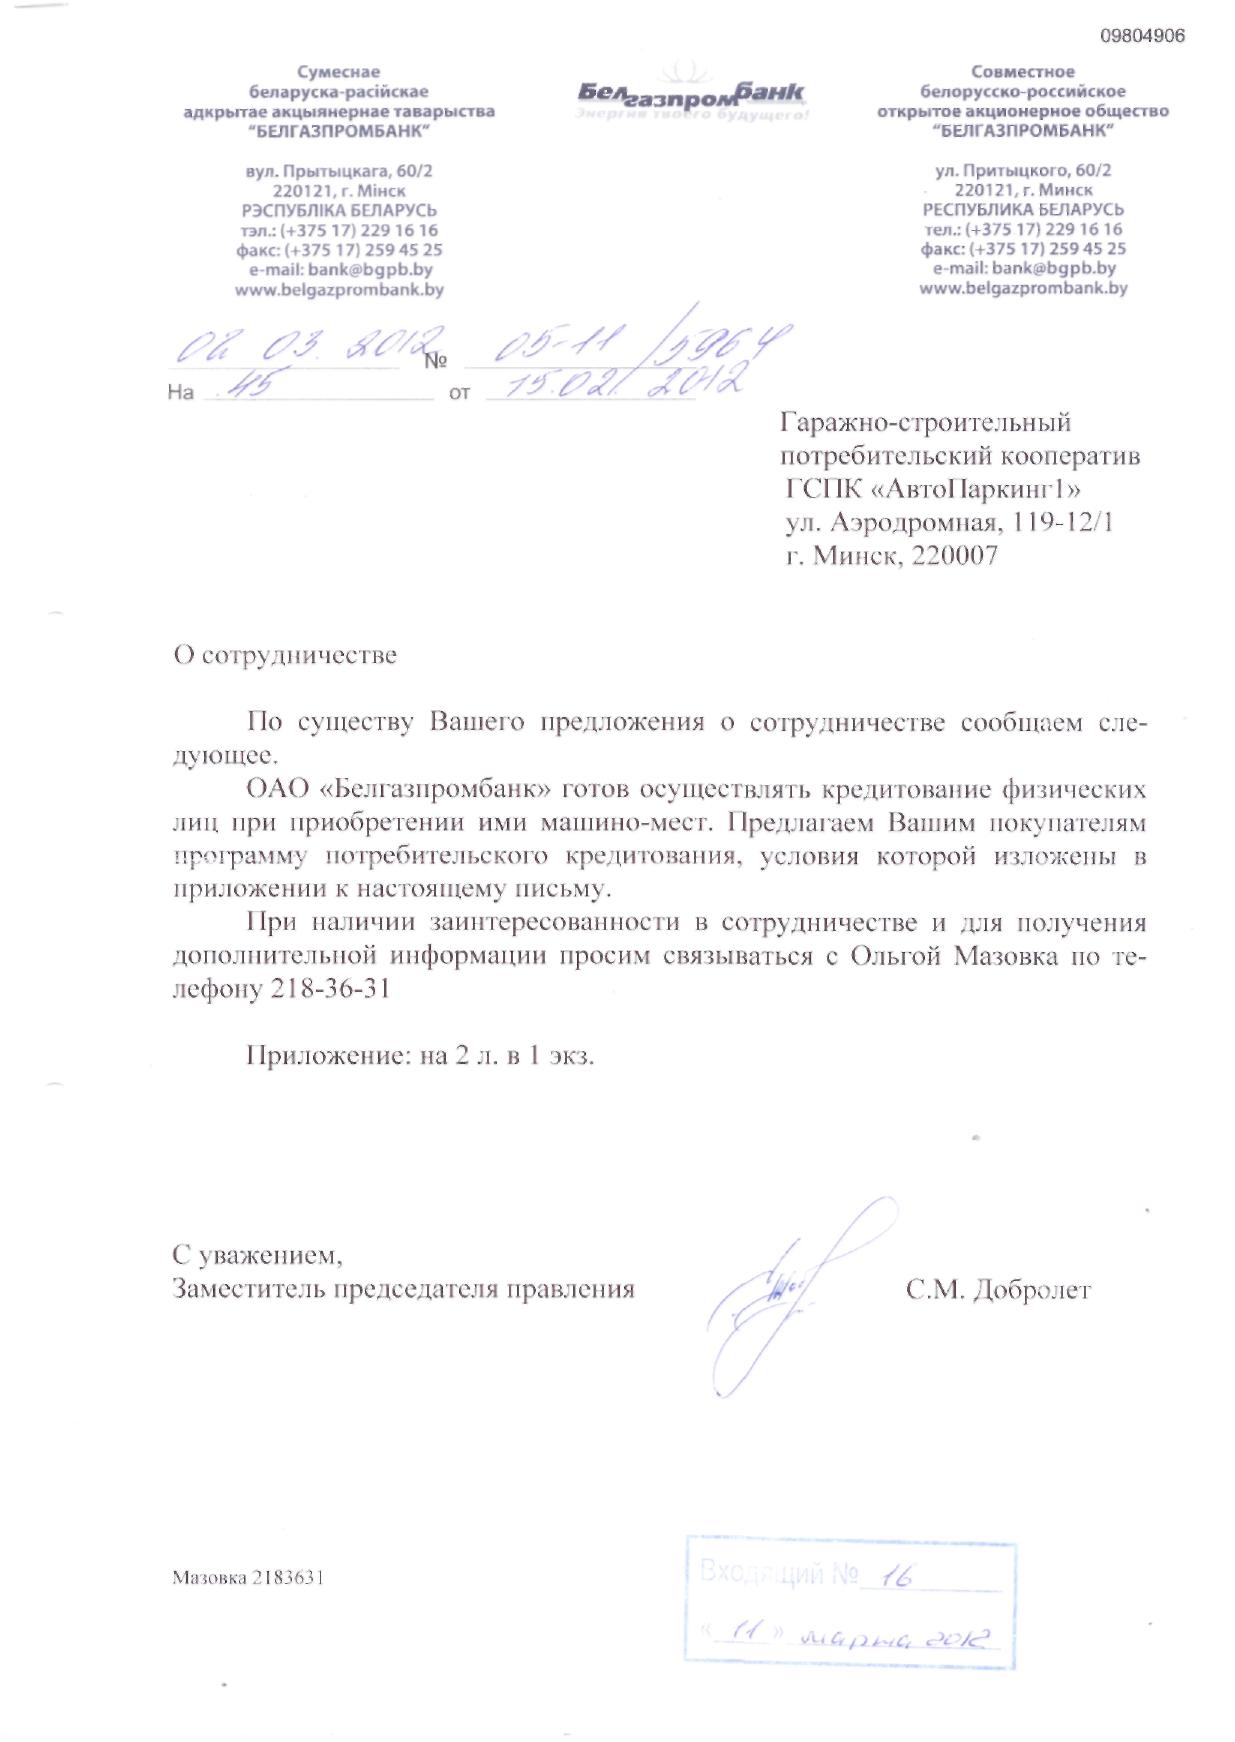 09804906
Сумеснае
беларуска-расійскае
адкрытае акцыянернае таварыства
“БЕЛГАЗПРОМБАНК”
вул. Прытыцкага, 60/2
220121, г. Мінск
РЭСПУБЛІКА БЕЛАРУСЬ
тэл.: (+375 17) 229 16 16
факс: (+375 17) 259 45 25
e-mail: bank@bgpb.by
www.belgazprombank.by
Белгазпромбанк
Энергия твоего будущего!
Совместное
белорусско-российское
открытое акционерное общество
“БЕЛГАЗПРОМБАНК”
ул. Притыцкого, 60/2
220121, г. Минск
РЕСПУБЛИКА БЕЛАРУСЬ
тел.: (+375 17) 229 16 16
факс: (+375 17) 259 45 25
e-mail: bank@bgpb.by
www.belgazprombank.by
03. 2012 № 05-11/5964
На 45 от 15.02. 2012
Гаражно-строительный
потребительский кооператив
ГСПК «АвтоПаркинг1»
ул. Аэродромная, 119-12/1
г. Минск, 220007
О сотрудничестве
По существу Вашего предложения о сотрудничестве сообщаем сле-
дующее.
ОАО «Белгазпромбанк» готов осуществлять кредитование физических
лиц при приобретении ими машино-мест. Предлагаем Вашим покупателям
программу потребительского кредитования, условия которой изложены в
приложении к настоящему письму.
При наличии заинтересованности в сотрудничестве и для получения
дополнительной информации просим связываться с Ольгой Мазовка по те-
лефону 218-36-31
Приложение: на 2 л. в 1 экз.
С уважением,
Заместитель председателя правления С.М. Добролет
Мазовка 2183631
Входящий № 16
« 11 » марта 2012